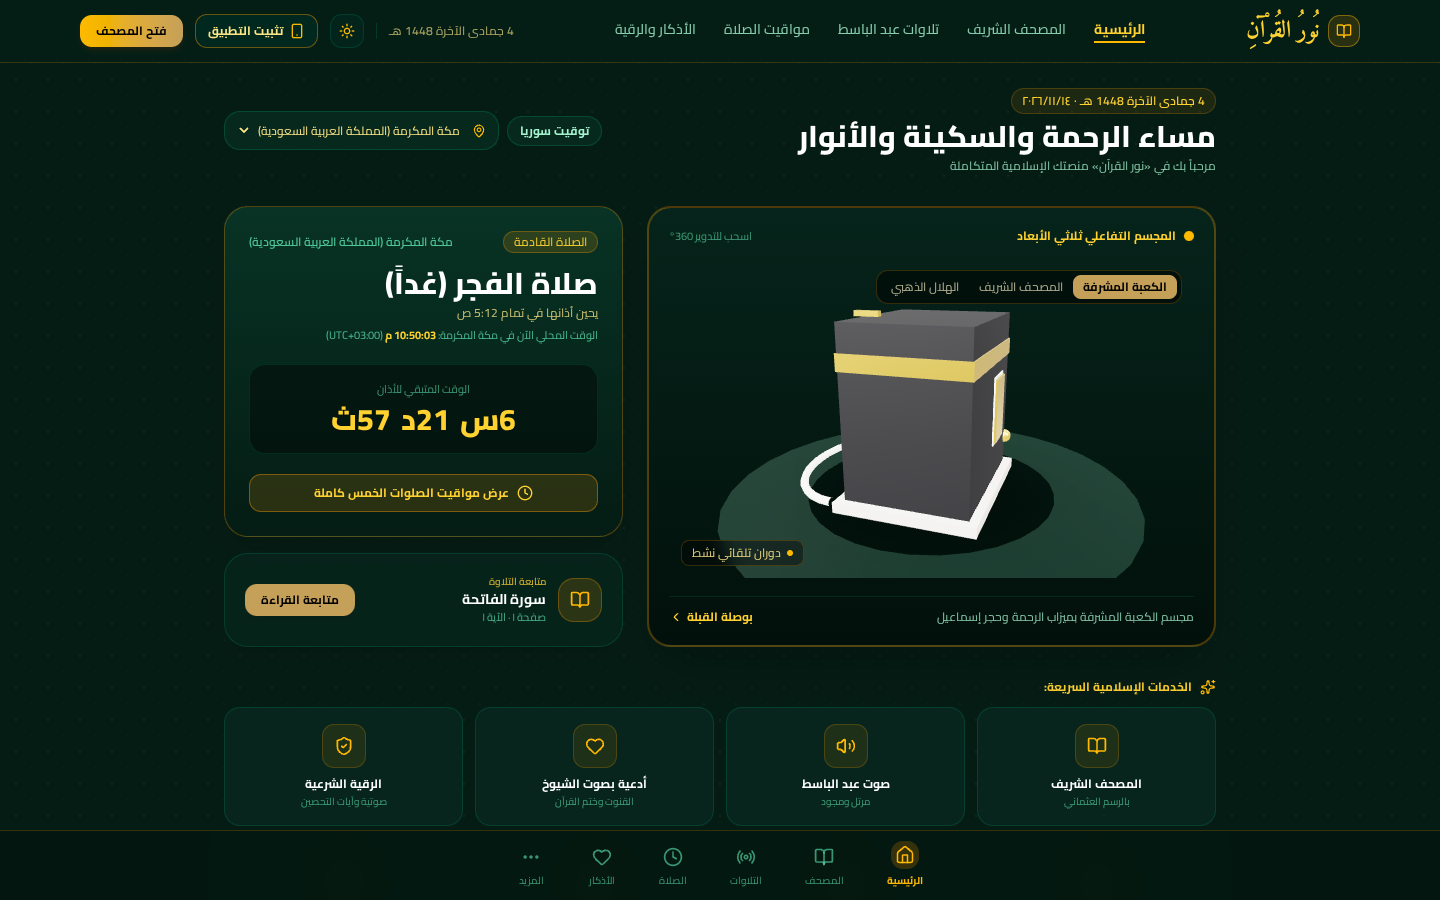 نُورُ القُرْآنِ
الرئيسية
المصحف الشريف
تلاوات عبد الباسط
مواقيت الصلاة
الأذكار والرقية
4 جمادى الآخرة 1448 هـ
تثبيت التطبيق
فتح المصحف
4 جمادى الآخرة 1448 هـ · ٢٠٢٦/١١/١٤
مساء الرحمة والسكينة والأنوار
مرحباً بك في «نور القرآن» منصتك الإسلامية المتكاملة
توقيت سوريا
مكة المكرمة (المملكة العربية السعودية)
المجسم التفاعلي ثلاثي الأبعاد
اسحب للتدوير 360°
الكعبة المشرفة
المصحف الشريف
الهلال الذهبي
دوران تلقائي نشط
مجسم الكعبة المشرفة بميزاب الرحمة وحجر إسماعيل
بوصلة القبلة
الصلاة القادمة
مكة المكرمة (المملكة العربية السعودية)
صلاة الفجر (غداً)
يحين أذانها في تمام 5:12 ص
الوقت المحلي الآن في مكة المكرمة: 10:50:03 م (UTC+03:00)
الوقت المتبقي للأذان
6س 21د 57ث
عرض مواقيت الصلوات الخمس كاملة
متابعة التلاوة
سورة الفاتحة
صفحة ١ · الآية ١
متابعة القراءة
الخدمات الإسلامية السريعة:
المصحف الشريف
بالرسم العثماني
صوت عبد الباسط
مرتل ومجود
أدعية بصوت الشيوخ
القنوت وختم القرآن
الرقية الشرعية
صوتية وآيات التحصين
الرئيسية
المصحف
التلاوات
الصلاة
الأذكار
المزيد